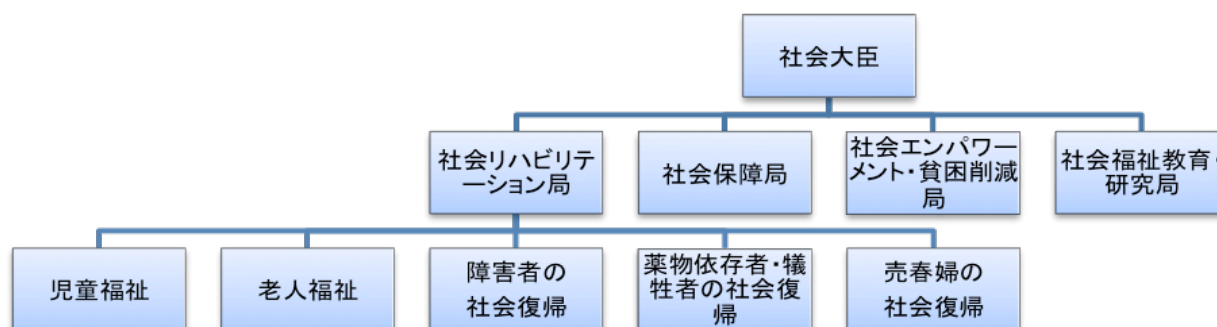 社会大臣
社会リハビリテ
ーション局
社会保障局
社会エンパワー
メント・貧困削減
局
社会福祉教育・
研究局
児童福祉
老人福祉
障害者の
社会復帰
薬物依存者・犠
牲者の社会復
帰
売春婦の
社会復帰